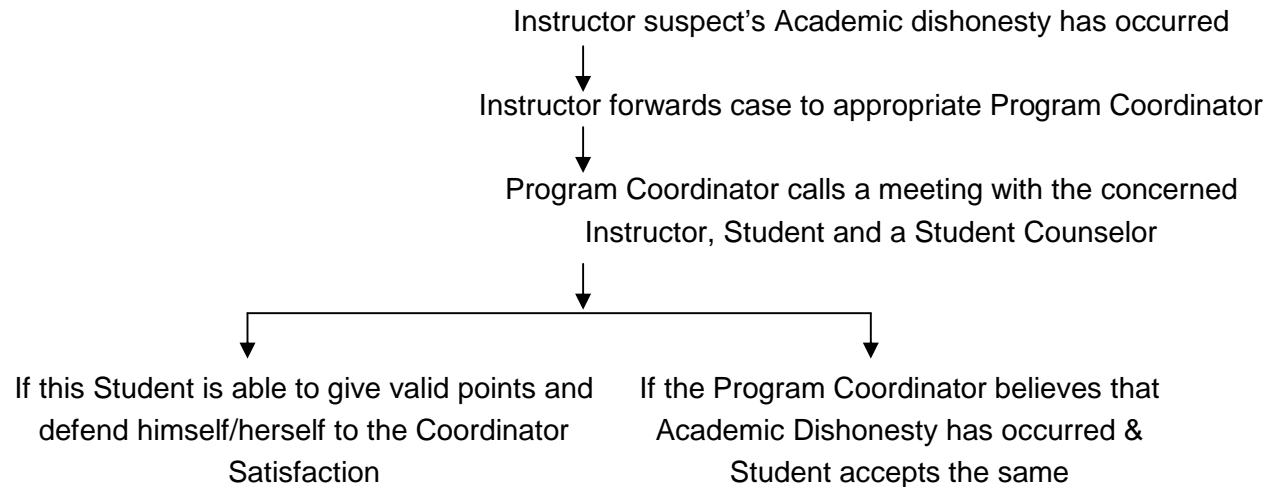 Instructor suspect's Academic dishonesty has occurred
Instructor forwards case to appropriate Program Coordinator
Program Coordinator calls a meeting with the concerned
Instructor, Student and a Student Counselor
If this Student is able to give valid points and
defend himself/herself to the Coordinator
Satisfaction
If the Program Coordinator believes that
Academic Dishonesty has occurred &
Student accepts the same